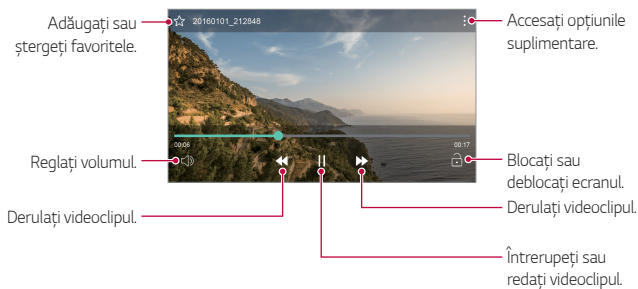 Adăugați sau
ștergeți favoritele.
20160101_212848
Accesați opțiunile
suplimentare.
00:06
00:17
Reglați volumul.
Blocați sau
deblocați ecranul.
Derulați videoclipul.
Derulați videoclipul.
Întrerupeți sau
redați videoclipul.